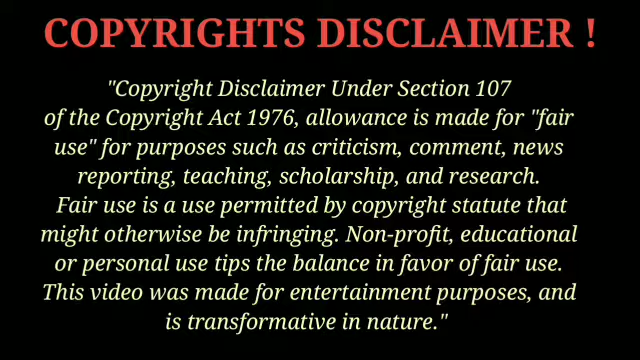 COPYRIGHTS DISCLAIMER !
"Copyright Disclaimer Under Section 107
of the Copyright Act 1976, allowance is made for "fair
use" for purposes such as criticism, comment, news
reporting, teaching, scholarship, and research.
Fair use is a use permitted by copyright statute that
might otherwise be infringing. Non-profit, educational
or personal use tips the balance in favor of fair use.
This video was made for entertainment purposes, and
is transformative in nature."